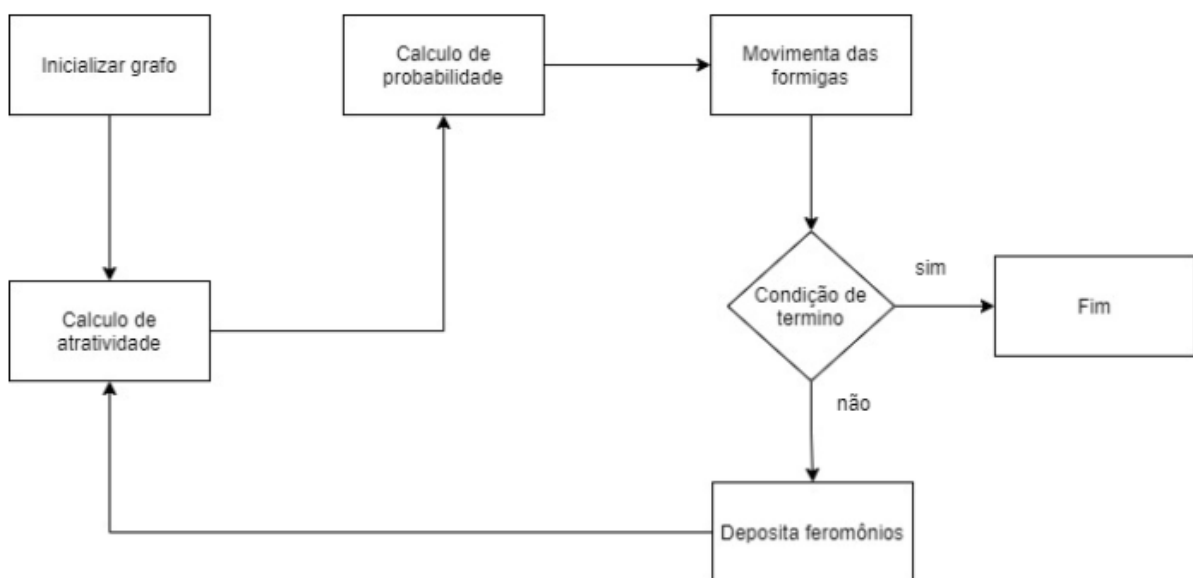 Inicializar grafo
Calculo de
probabilidade
Movimenta das
formigas
Calculo de
atratividade
Condição de
termino
sim
Fim
não
Deposita feromônios